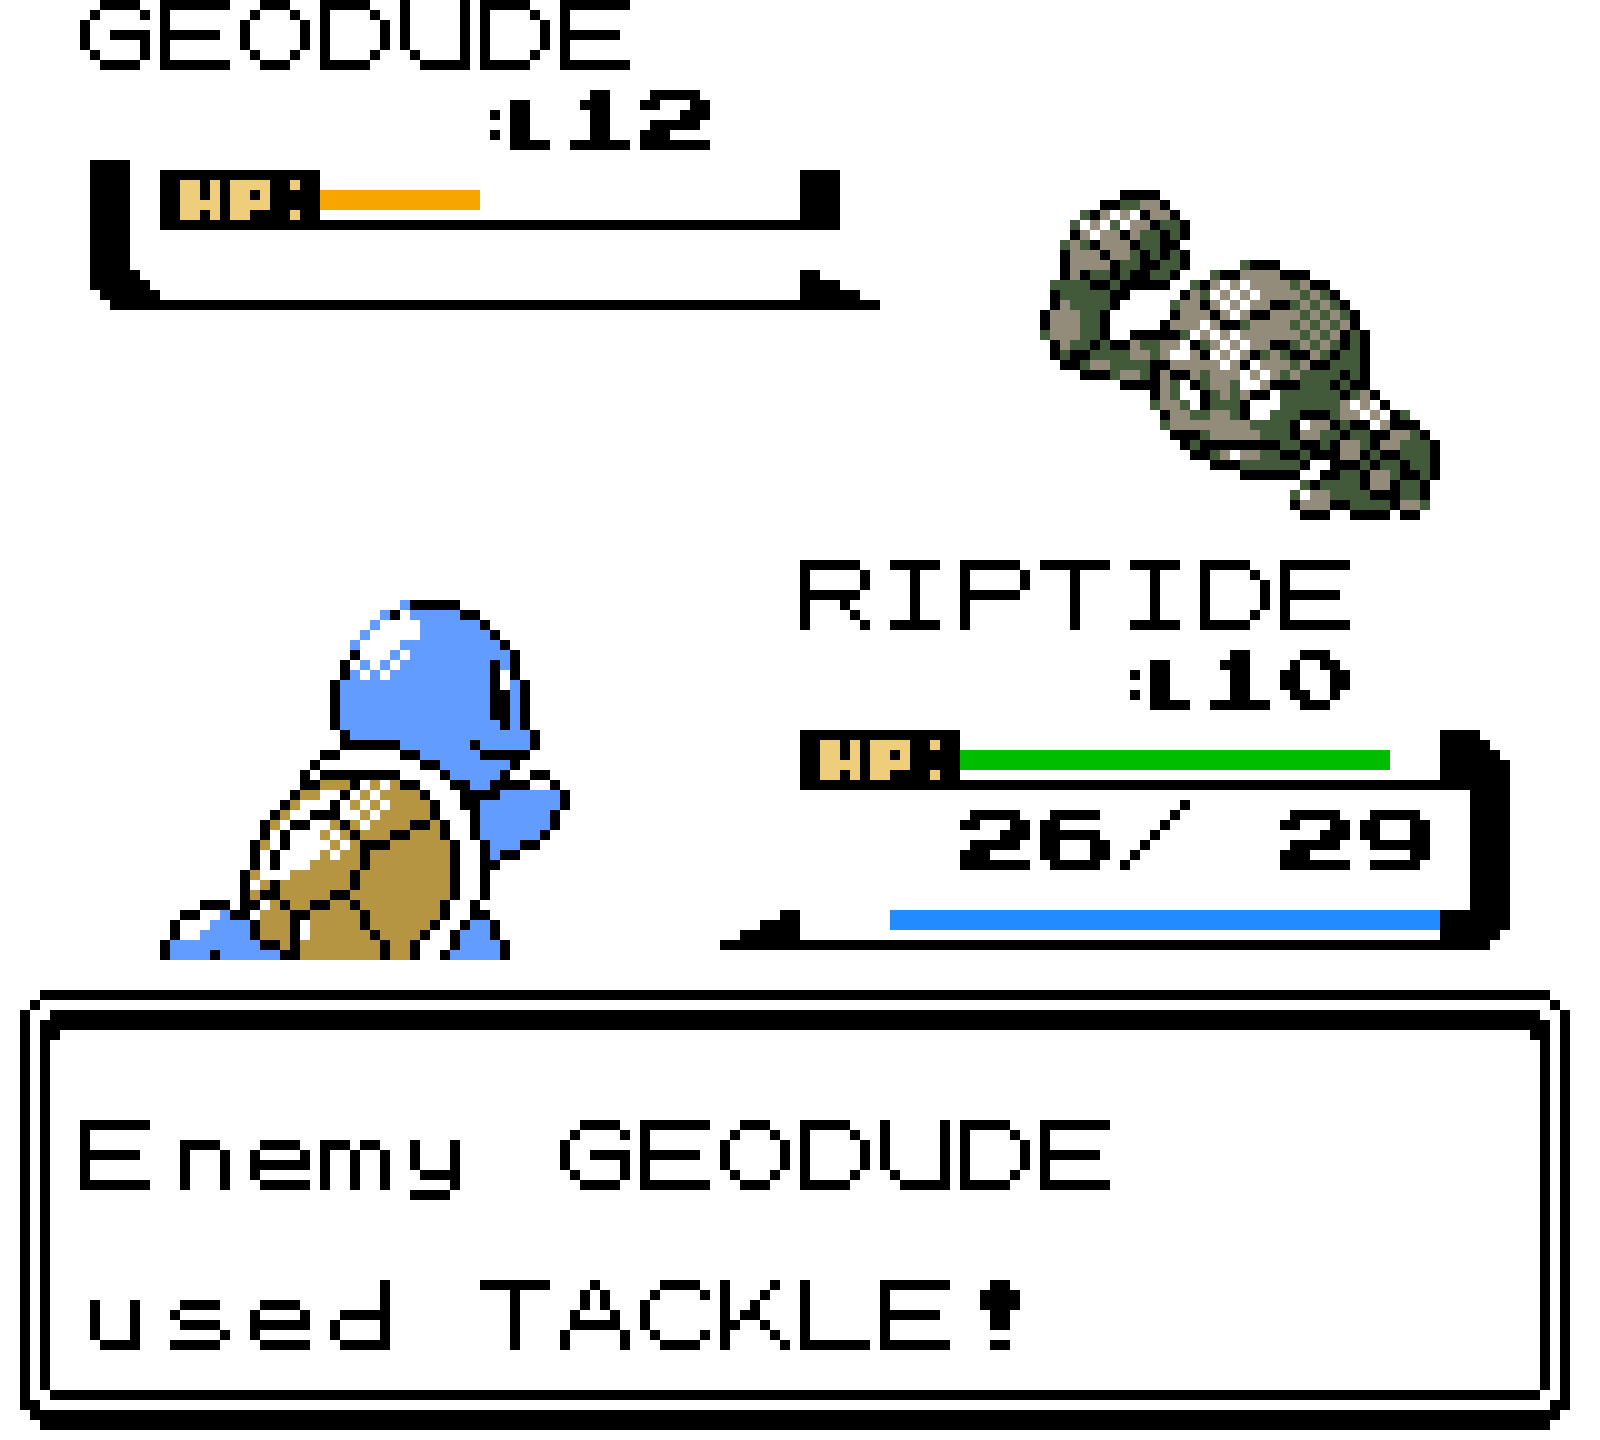 GEODUDE
:L12
HP:
RIPTIDE
:L10
HP:
26/ 29
Enemy GEODUDE
used TACKLE!